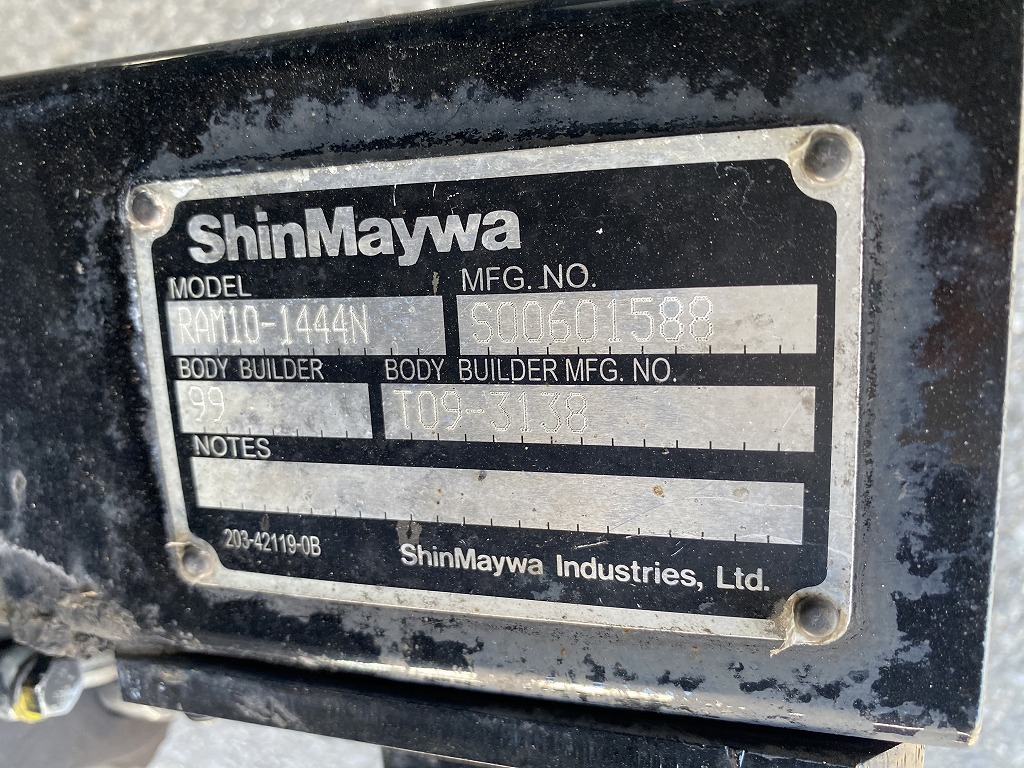 ShinMaywa
MODEL MFG. NO.
RAM10-1444N S00601588
BODY BUILDER BODY BUILDER MFG. NO.
99 T09-3138
NOTES
203-42119-0B ShinMaywa Industries, Ltd.